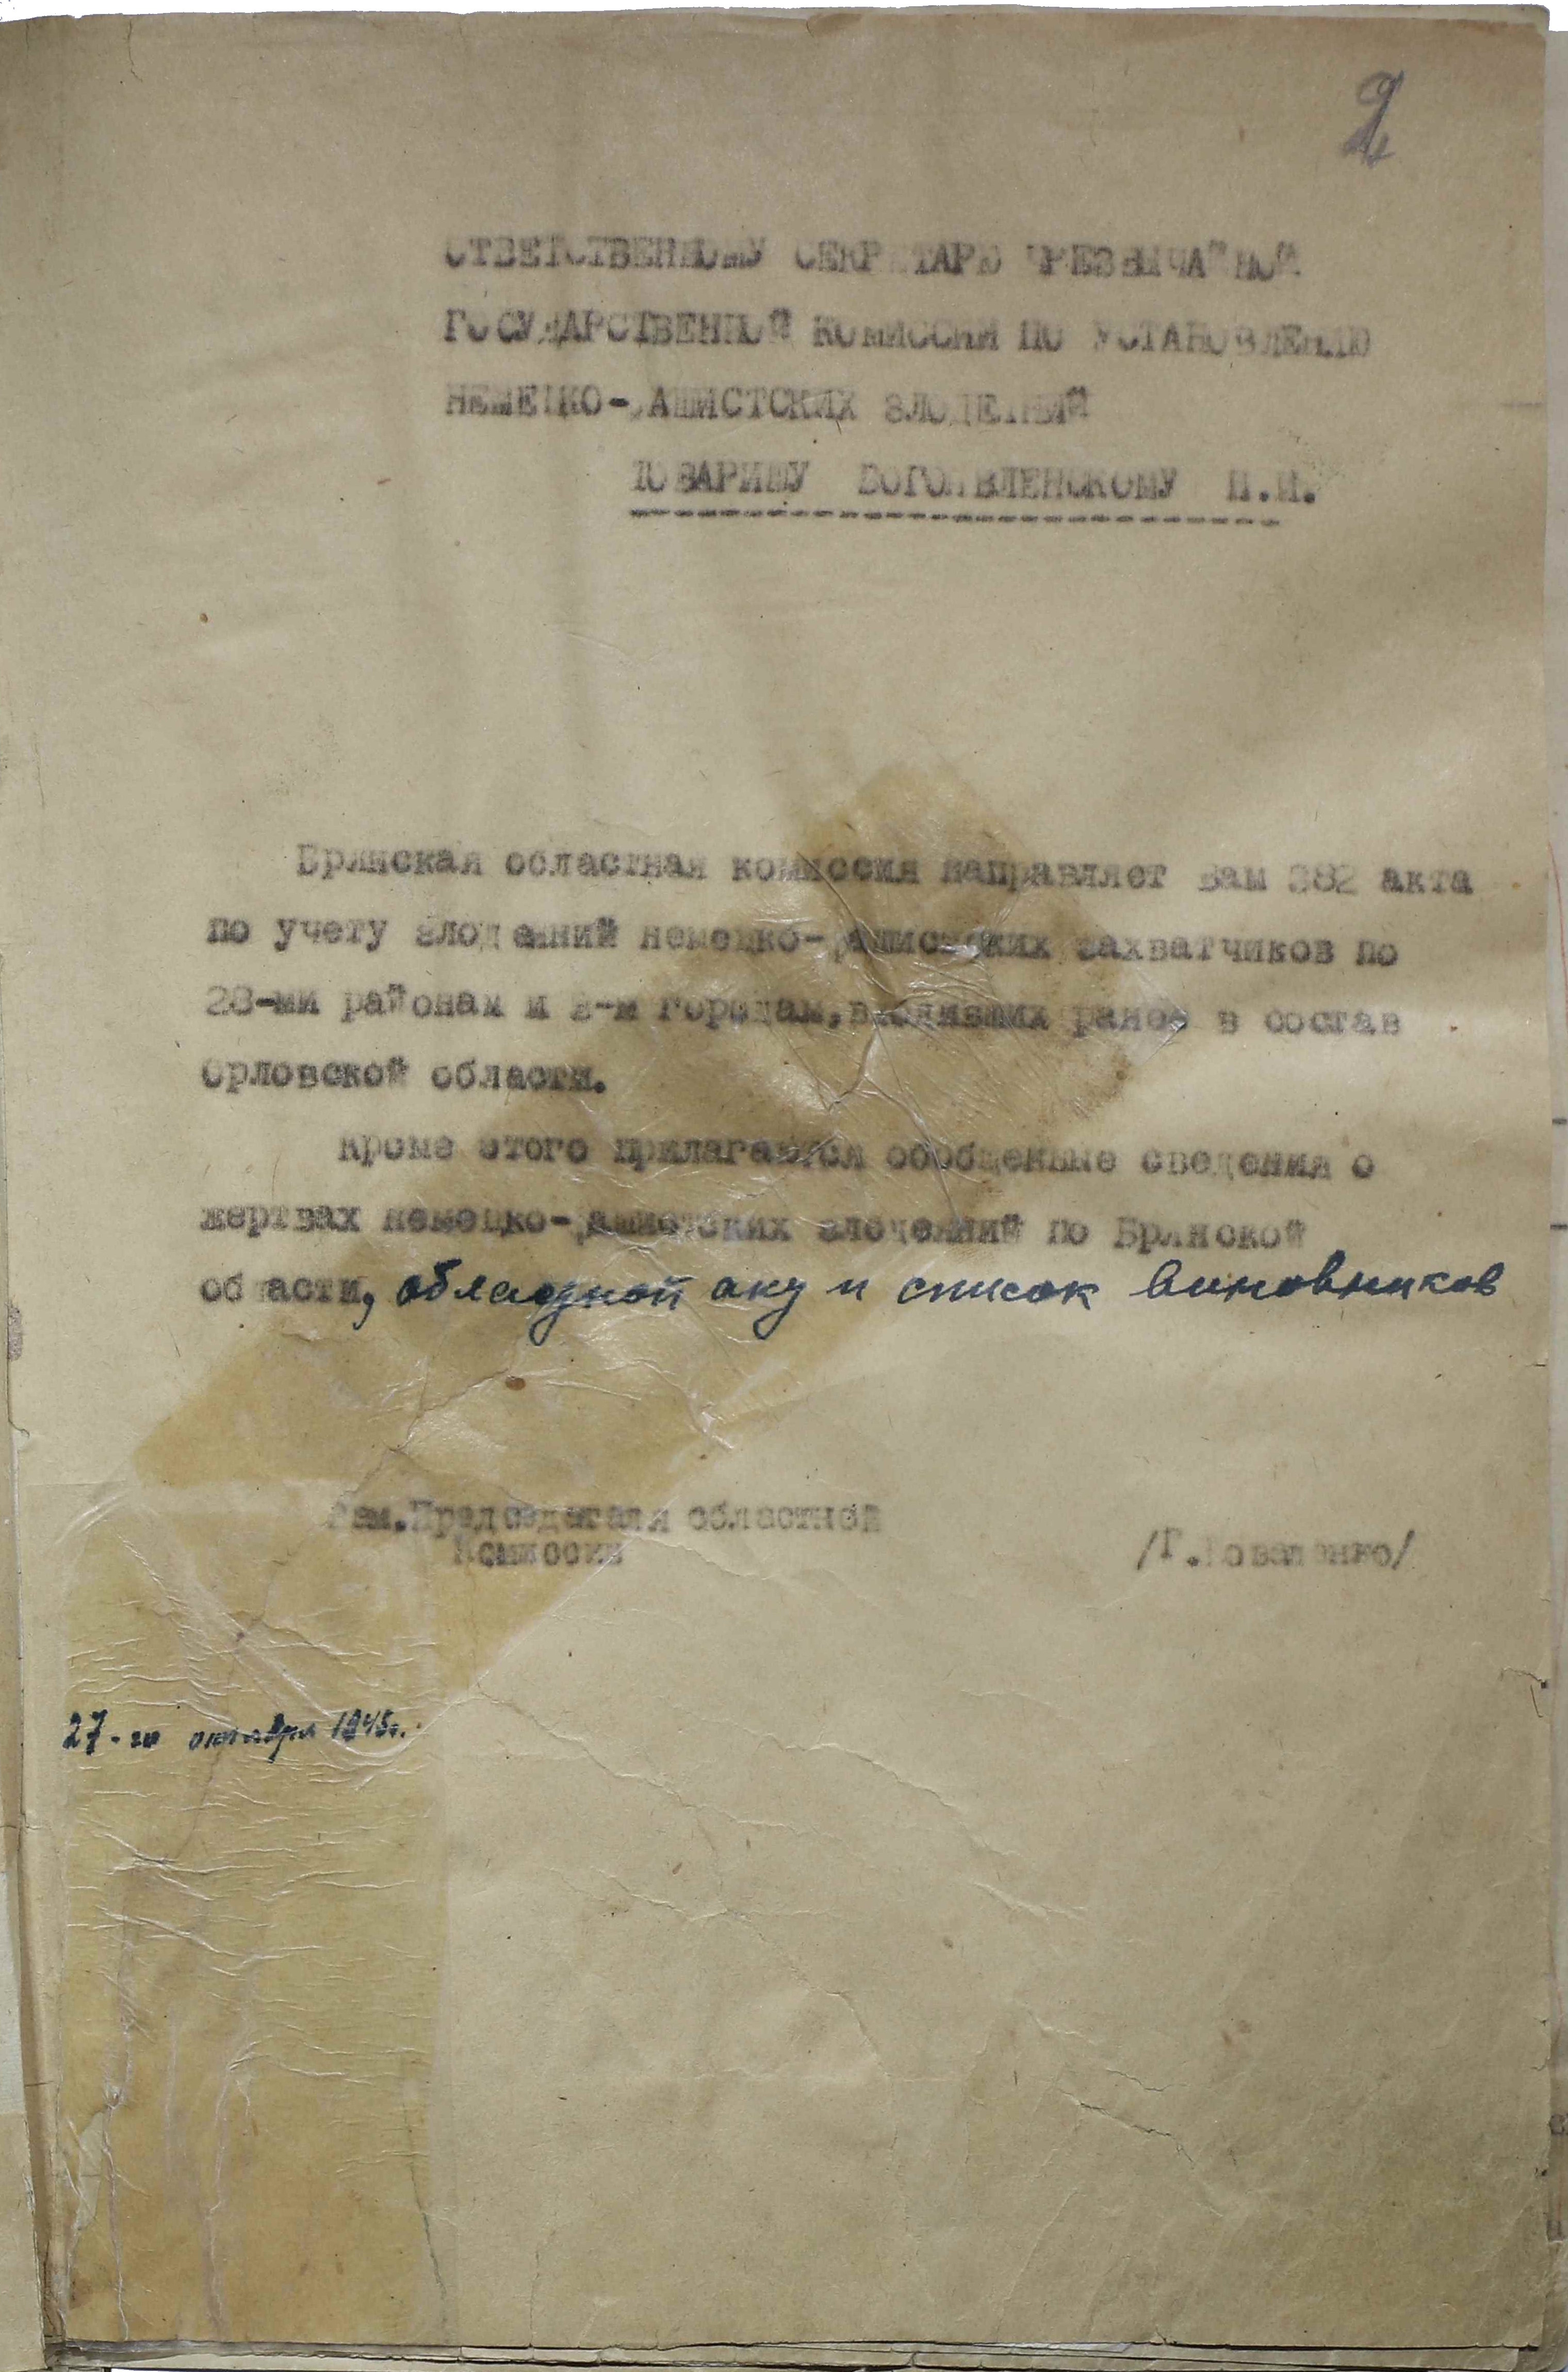 2
ОТВЕТСТВЕННОМУ СЕКРЕТАРЮ ЧРЕЗВЫЧАЙНОЙ
ГОСУДАРСТВЕННОЙ КОМИССИИ ПО УСТАНОВЛЕНИЮ
НЕМЕЦКО-ФАШИСТСКИХ ЗЛОДЕЯНИЙ
ТОВАРИЩУ БОГОЯВЛЕНСКОМУ П.И.
Брянская областная комиссия направляет Вам 382 акта
по учету злодеяний немецко-фашистских захватчиков по
28-ми районам и 2-м городам, входивших ранее в состав
Орловской области.
Кроме этого прилагаются обобщенные сведения о
жертвах немецко-фашистских злодеяний по Брянской
области, областной акт и список виновников
Зам.Председателя областной
Комиссии
/Г.Коваленко/
27-го октября 1945г.